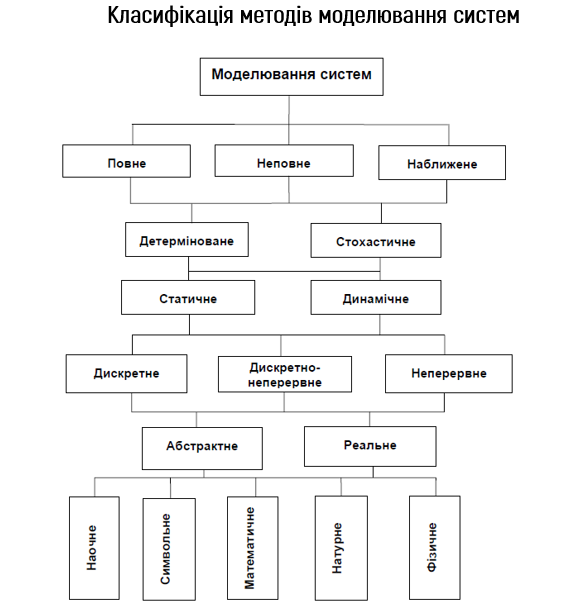 Класифікація методів моделювання систем
Моделювання систем
Повне
Неповне
Наближене
Детерміноване
Стохастичне
Статичне
Динамічне
Дискретне
Дискретно-
неперервне
Неперервне
Абстрактне
Реальне
Наочне
Символьне
Математичне
Натурне
Фізичне